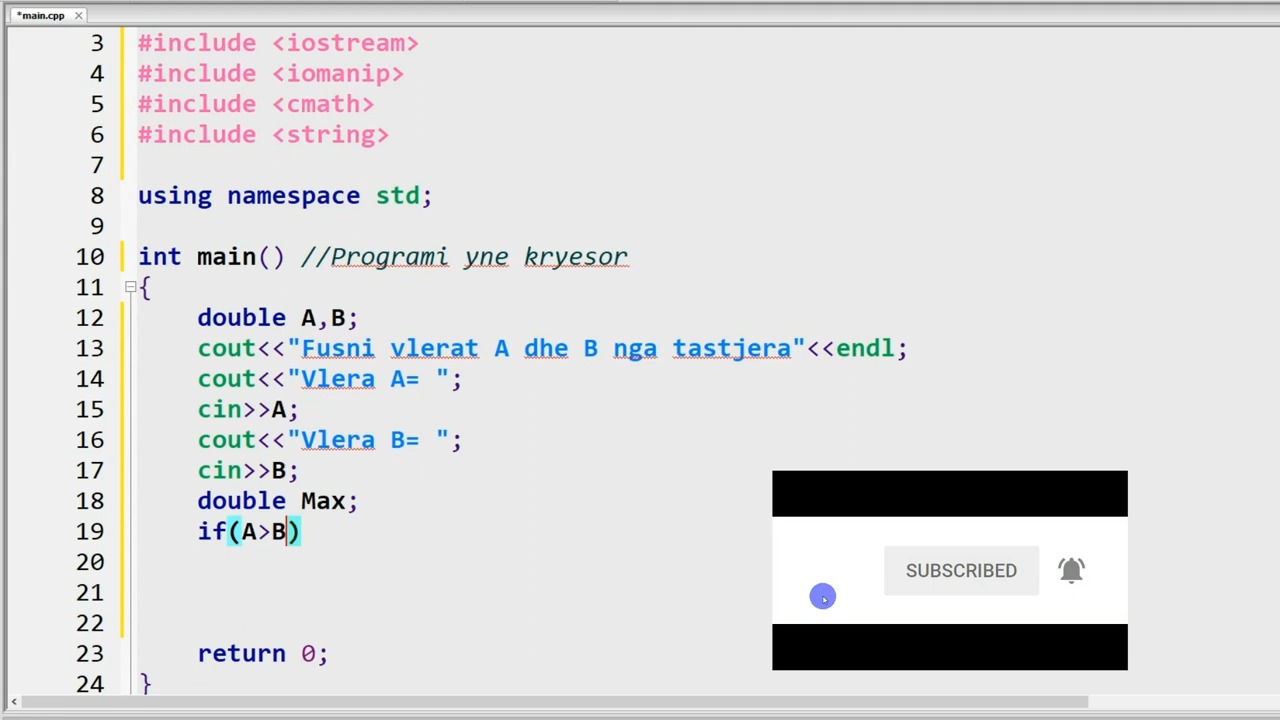 *main.cpp
3 #include <iostream>
4 #include <iomanip>
5 #include <cmath>
6 #include <string>
7
8 using namespace std;
9
10 int main() //Programi yne kryesor
11 {
12 double A,B;
13 cout<<"Fusni vlerat A dhe B nga tastjera"<<endl;
14 cout<<"Vlera A= ";
15 cin>>A;
16 cout<<"Vlera B= ";
17 cin>>B;
18 double Max;
19 if(A>B)
20
21
22
23 return 0;
24 }
SUBSCRIBED